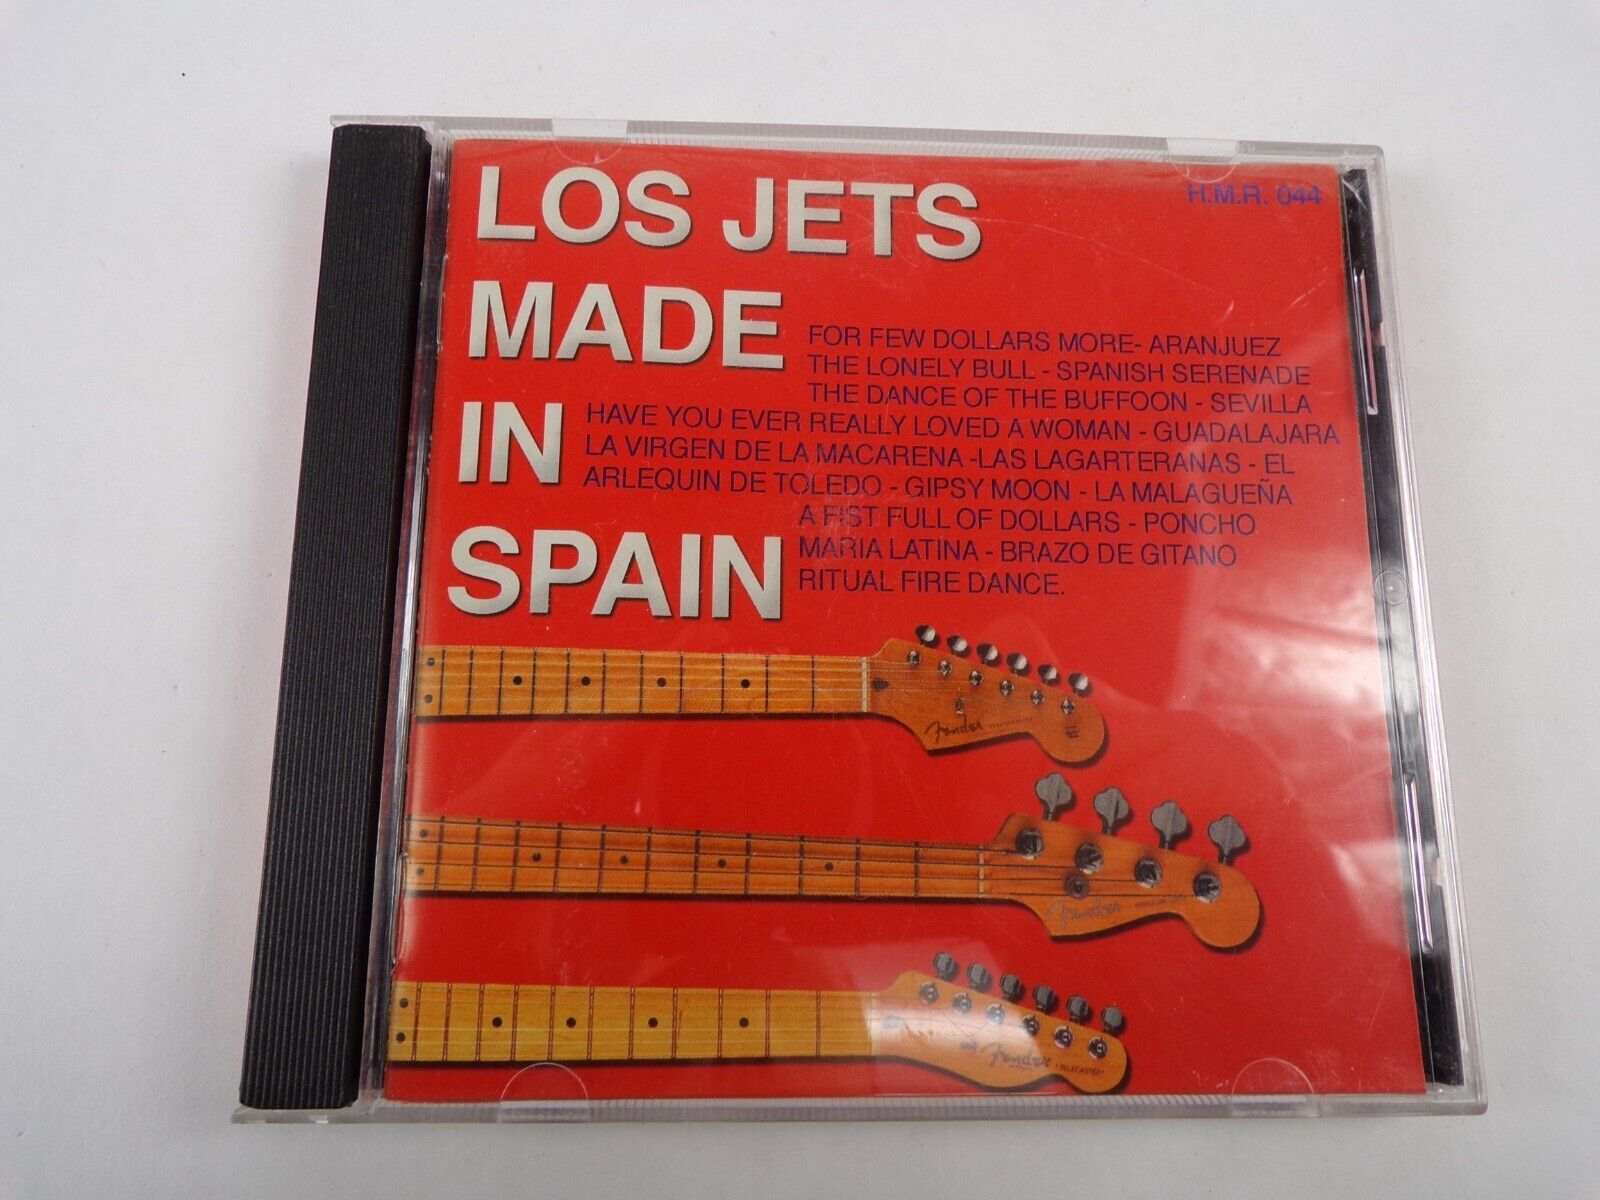 LOS JETS
MADE
IN
SPAIN
H.M.R. 044
FOR FEW DOLLARS MORE- ARANJUEZ
THE LONELY BULL - SPANISH SERENADE
THE DANCE OF THE BUFFOON - SEVILLA
HAVE YOU EVER REALLY LOVED A WOMAN - GUADALAJARA
LA VIRGEN DE LA MACARENA -LAS LAGARTERANAS - EL
ARLEQUIN DE TOLEDO - GIPSY MOON - LA MALAGUEÑA
A FIST FULL OF DOLLARS - PONCHO
MARIA LATINA - BRAZO DE GITANO
RITUAL FIRE DANCE.
Fender
Fender
Fender
TELECASTER